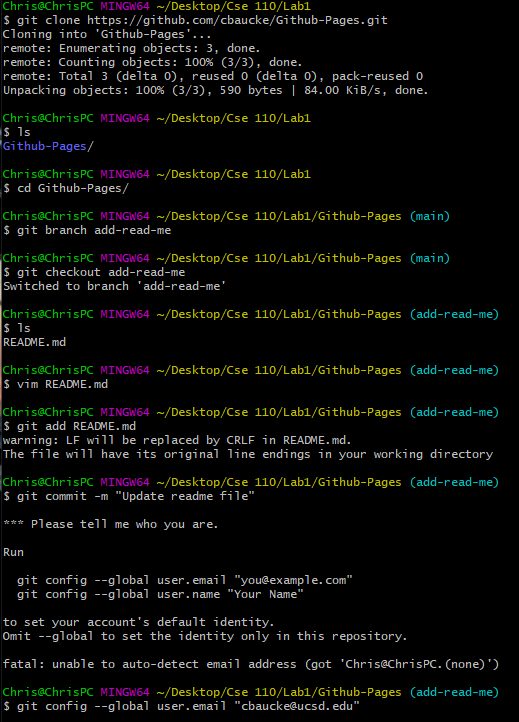 Chris@ChrisPC MINGW64 ~/Desktop/Cse 110/Lab1
$ git clone https://github.com/cbaucke/Github-Pages.git
Cloning into 'Github-Pages'...
remote: Enumerating objects: 3, done.
remote: Counting objects: 100% (3/3), done.
remote: Total 3 (delta 0), reused 0 (delta 0), pack-reused 0
Unpacking objects: 100% (3/3), 590 bytes | 84.00 KiB/s, done.
Chris@ChrisPC MINGW64 ~/Desktop/Cse 110/Lab1
$ ls
Github-Pages/
Chris@ChrisPC MINGW64 ~/Desktop/Cse 110/Lab1
$ cd Github-Pages/
Chris@ChrisPC MINGW64 ~/Desktop/Cse 110/Lab1/Github-Pages (main)
$ git branch add-read-me
Chris@ChrisPC MINGW64 ~/Desktop/Cse 110/Lab1/Github-Pages (main)
$ git checkout add-read-me
Switched to branch 'add-read-me'
Chris@ChrisPC MINGW64 ~/Desktop/Cse 110/Lab1/Github-Pages (add-read-me)
$ ls
README.md
Chris@ChrisPC MINGW64 ~/Desktop/Cse 110/Lab1/Github-Pages (add-read-me)
$ vim README.md
Chris@ChrisPC MINGW64 ~/Desktop/Cse 110/Lab1/Github-Pages (add-read-me)
$ git add README.md
warning: LF will be replaced by CRLF in README.md.
The file will have its original line endings in your working directory
Chris@ChrisPC MINGW64 ~/Desktop/Cse 110/Lab1/Github-Pages (add-read-me)
$ git commit -m "Update readme file"
*** Please tell me who you are.
Run
git config --global user.email "you@example.com"
git config --global user.name "Your Name"
to set your account's default identity.
Omit --global to set the identity only in this repository.
fatal: unable to auto-detect email address (got 'Chris@ChrisPC.(none)')
Chris@ChrisPC MINGW64 ~/Desktop/Cse 110/Lab1/Github-Pages (add-read-me)
$ git config --global user.email "cbaucke@ucsd.edu"